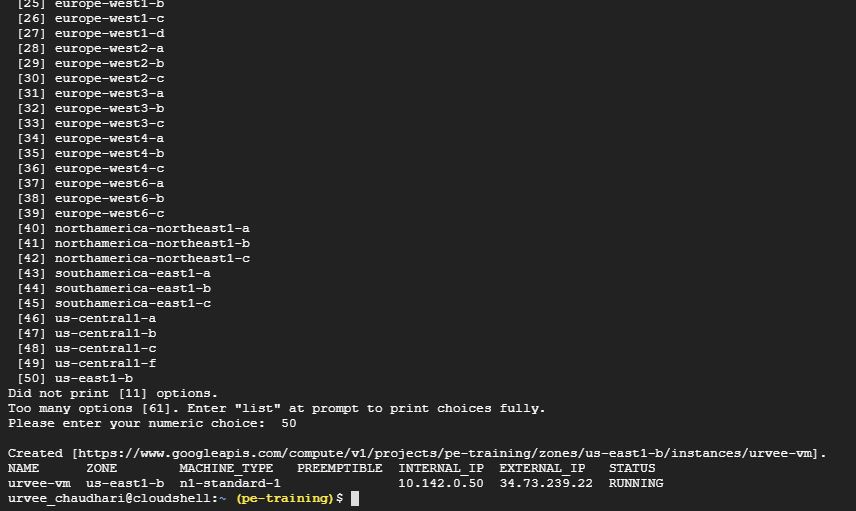 [25] europe-west1-b
[26] europe-west1-c
[27] europe-west1-d
[28] europe-west2-a
[29] europe-west2-b
[30] europe-west2-c
[31] europe-west3-a
[32] europe-west3-b
[33] europe-west3-c
[34] europe-west4-a
[35] europe-west4-b
[36] europe-west4-c
[37] europe-west6-a
[38] europe-west6-b
[39] europe-west6-c
[40] northamerica-northeast1-a
[41] northamerica-northeast1-b
[42] northamerica-northeast1-c
[43] southamerica-east1-a
[44] southamerica-east1-b
[45] southamerica-east1-c
[46] us-central1-a
[47] us-central1-b
[48] us-central1-c
[49] us-central1-f
[50] us-east1-b
Did not print [11] options.
Too many options [61]. Enter "list" at prompt to print choices fully.
Please enter your numeric choice:  50

Created [https://www.googleapis.com/compute/v1/projects/pe-training/zones/us-east1-b/instances/urvee-vm].
NAME      ZONE        MACHINE_TYPE   PREEMPTIBLE  INTERNAL_IP  EXTERNAL_IP   STATUS
urvee-vm  us-east1-b  n1-standard-1               10.142.0.50  34.73.239.22  RUNNING
urvee_chaudhari@cloudshell:~ (pe-training)$